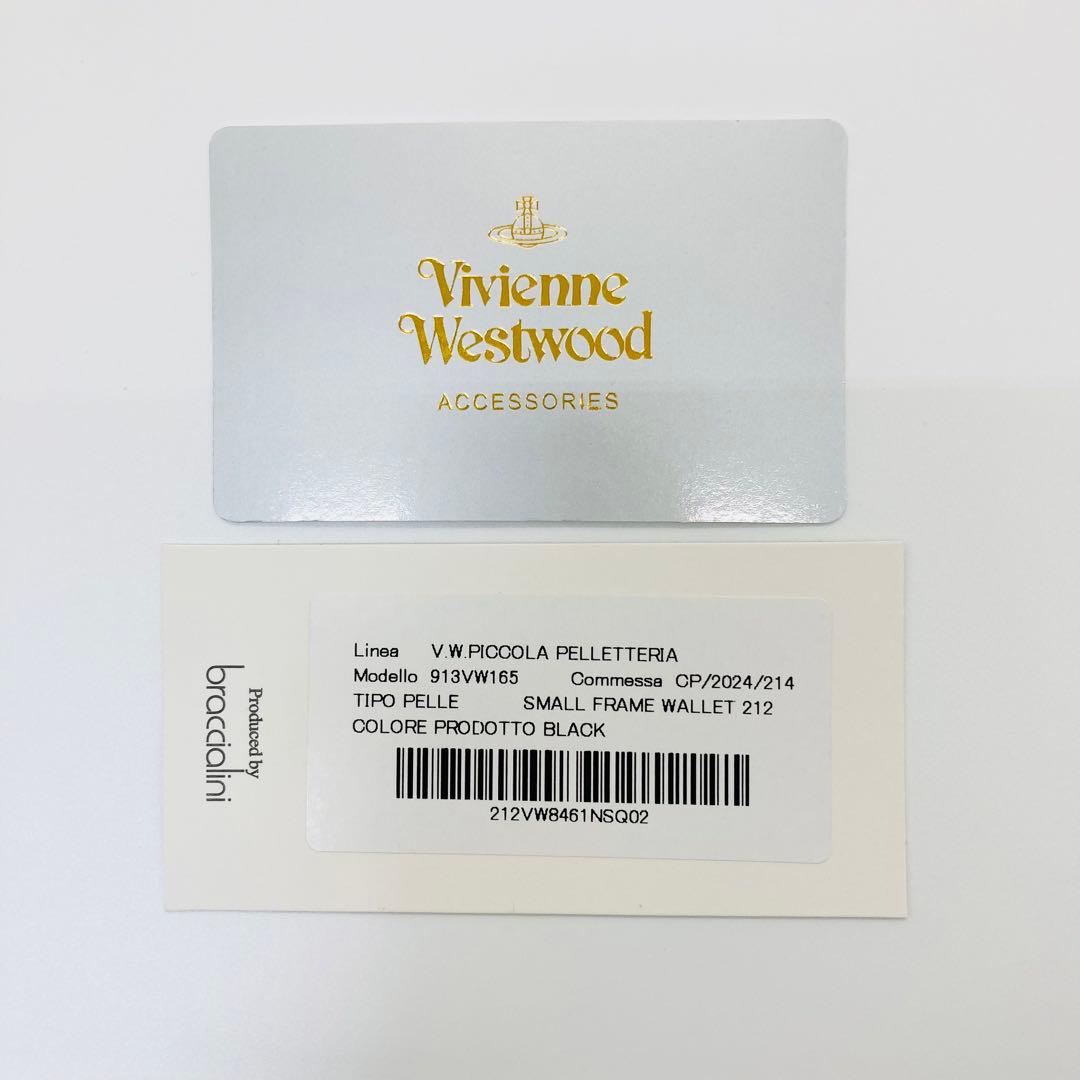 Vivienne
Westwood
ACCESSORIES
Produced by
braccialini
Linea V.W.PICCOLA PELLETTERIA
Modello 913VW165 Commessa CP/2024/214
TIPO PELLE SMALL FRAME WALLET 212
COLORE PRODOTTO BLACK
212VW8461NSQ02